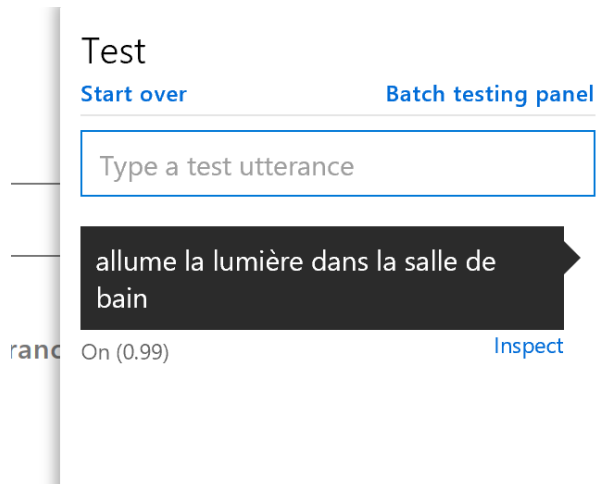 Test
Start over
Batch testing panel
Type a test utterance
allume la lumière dans la salle de
bain
On (0.99)
Inspect